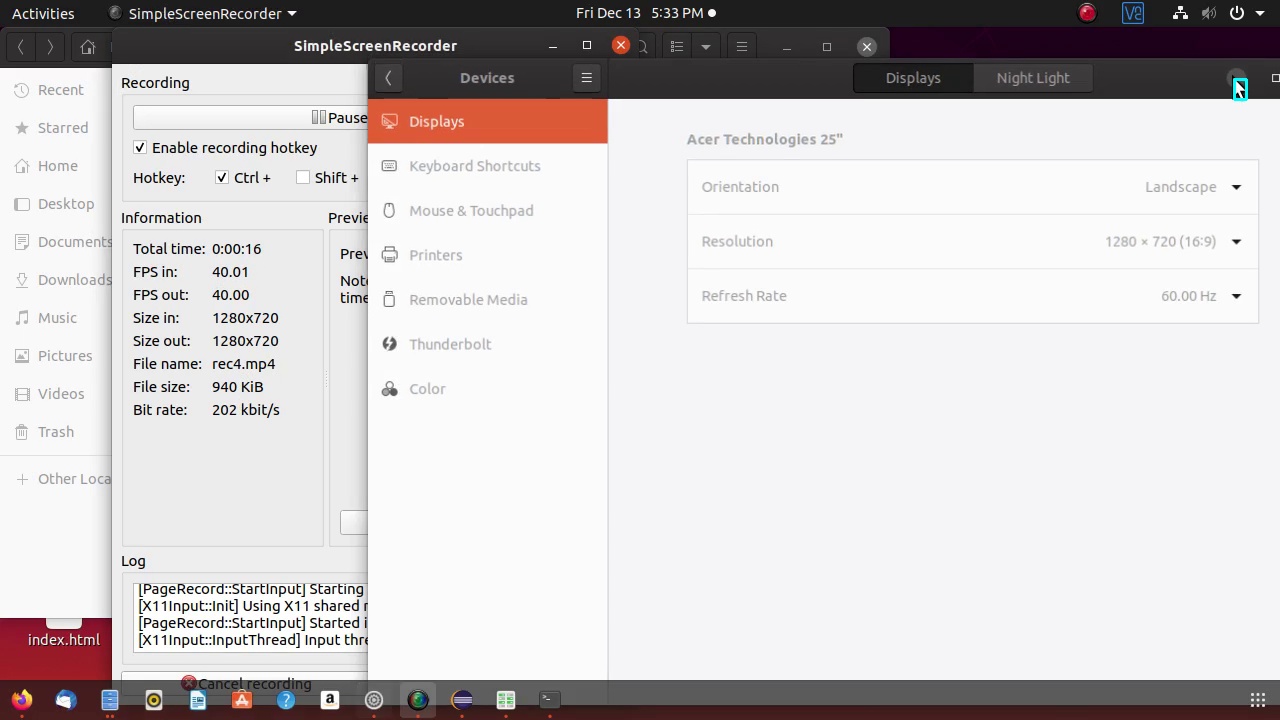 Activities
SimpleScreenRecorder
Fri Dec 13 5:33 PM
SimpleScreenRecorder
Devices
Displays
Night Light
Recent
Starred
Home
Desktop
Documents
Downloads
Music
Pictures
Videos
Trash
Other Loca
Recording
Pause
Enable recording hotkey
Hotkey: Ctrl + Shift +
Information
Previe
Total time: 0:00:16
FPS in: 40.01
FPS out: 40.00
Size in: 1280x720
Size out: 1280x720
File name: rec4.mp4
File size: 940 KiB
Bit rate: 202 kbit/s
Prev
Note
time
Log
[PageRecord::StartInput] Starting
[X11Input::Init] Using X11 shared
[PageRecord::StartInput] Started i
[X11Input::InputThread] Input thre
Cancel recording
Displays
Keyboard Shortcuts
Mouse & Touchpad
Printers
Removable Media
Thunderbolt
Color
Acer Technologies 25"
Orientation Landscape
Resolution 1280 × 720 (16:9)
Refresh Rate 60.00 Hz
index.html